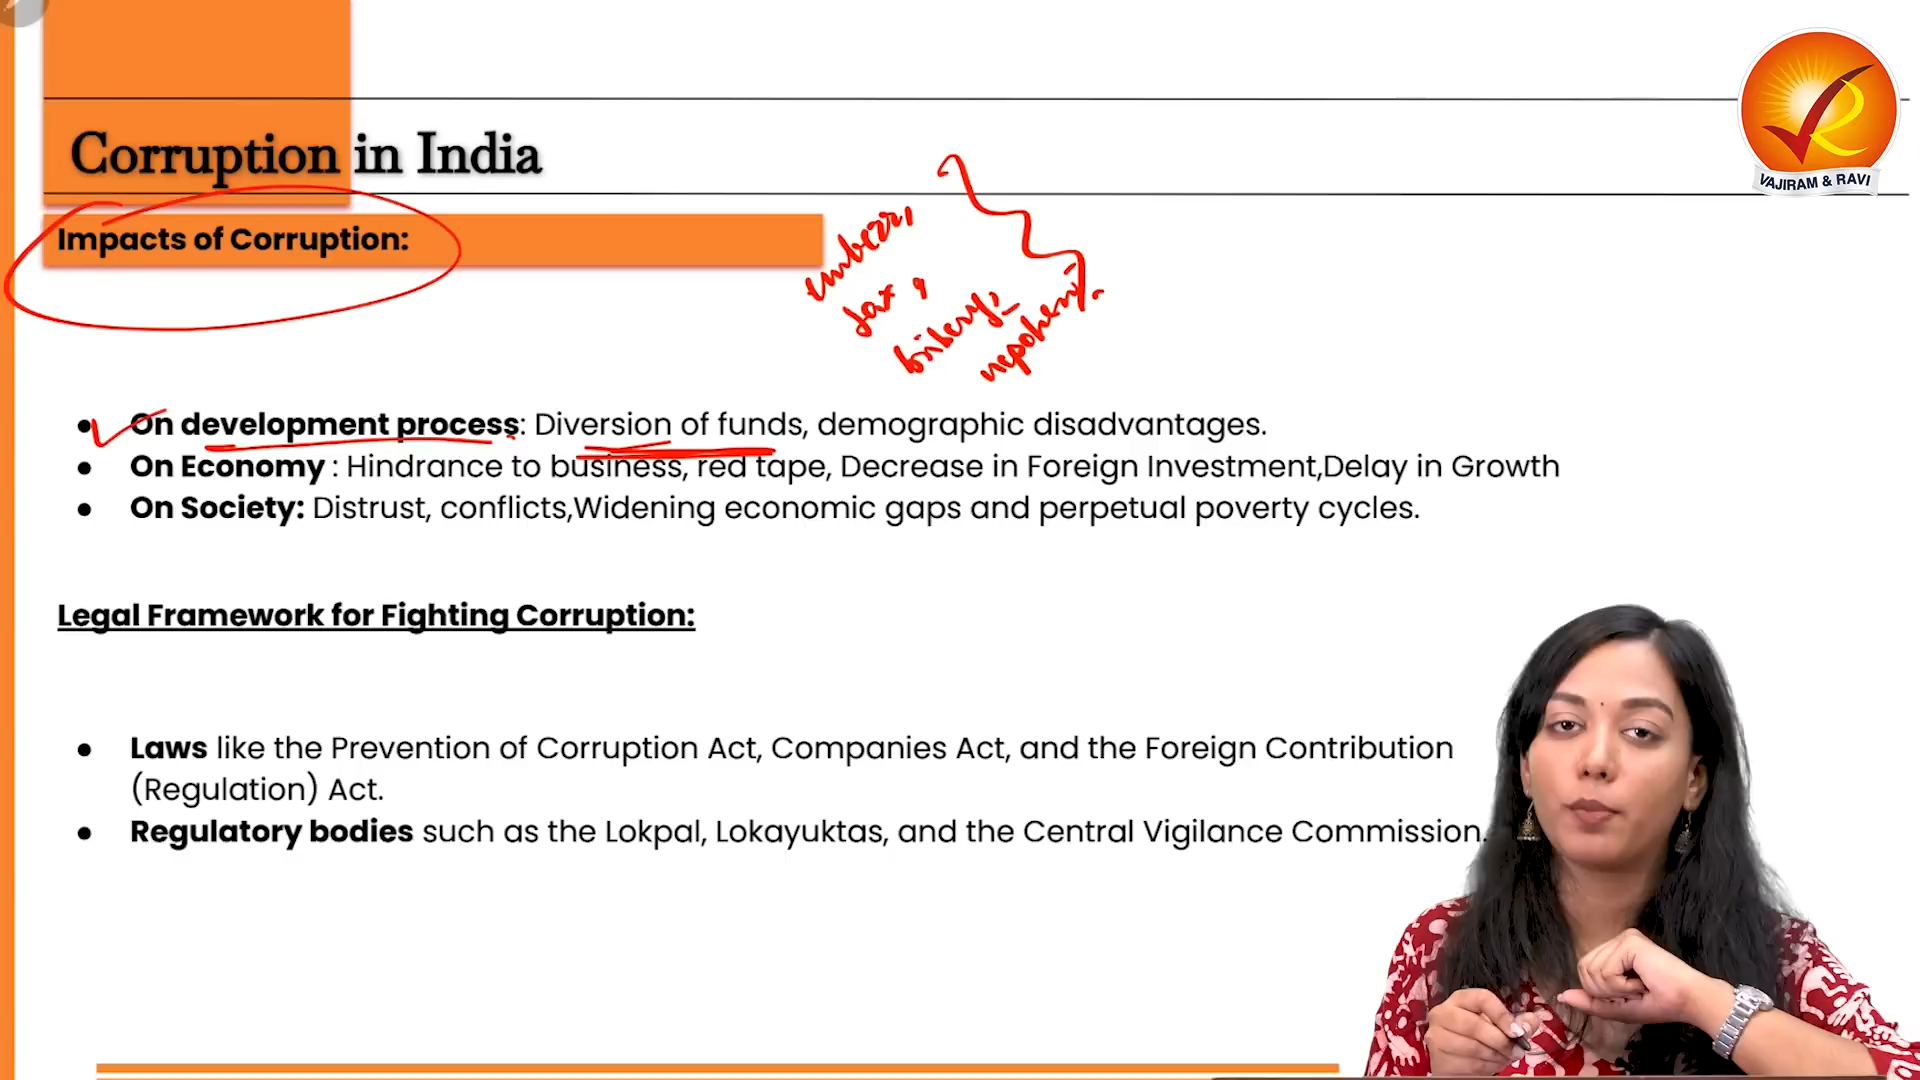 Corruption in India
VAJIRAM & RAVI
Impacts of Corruption:
tax,
bribery,
● On development process: Diversion of funds, demographic disadvantages.
● On Economy : Hindrance to business, red tape, Decrease in Foreign Investment,Delay in Growth
● On Society: Distrust, conflicts,Widening economic gaps and perpetual poverty cycles.
Legal Framework for Fighting Corruption:
● Laws like the Prevention of Corruption Act, Companies Act, and the Foreign Contribution
(Regulation) Act.
● Regulatory bodies such as the Lokpal, Lokayuktas, and the Central Vigilance Commission.